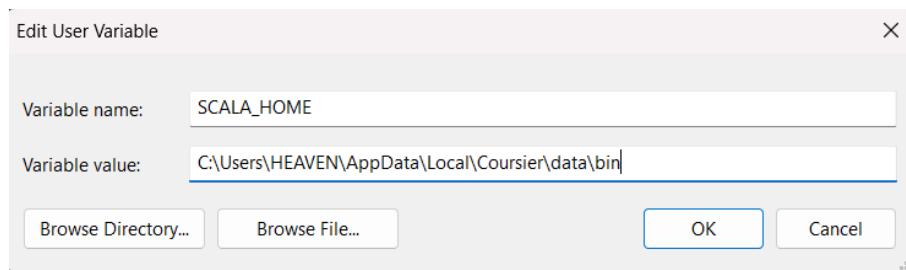 Edit User Variable
Variable name: SCALA_HOME
Variable value: C:\Users\HEAVEN\AppData\Local\Coursier\data\bin
Browse Directory... Browse File... OK Cancel